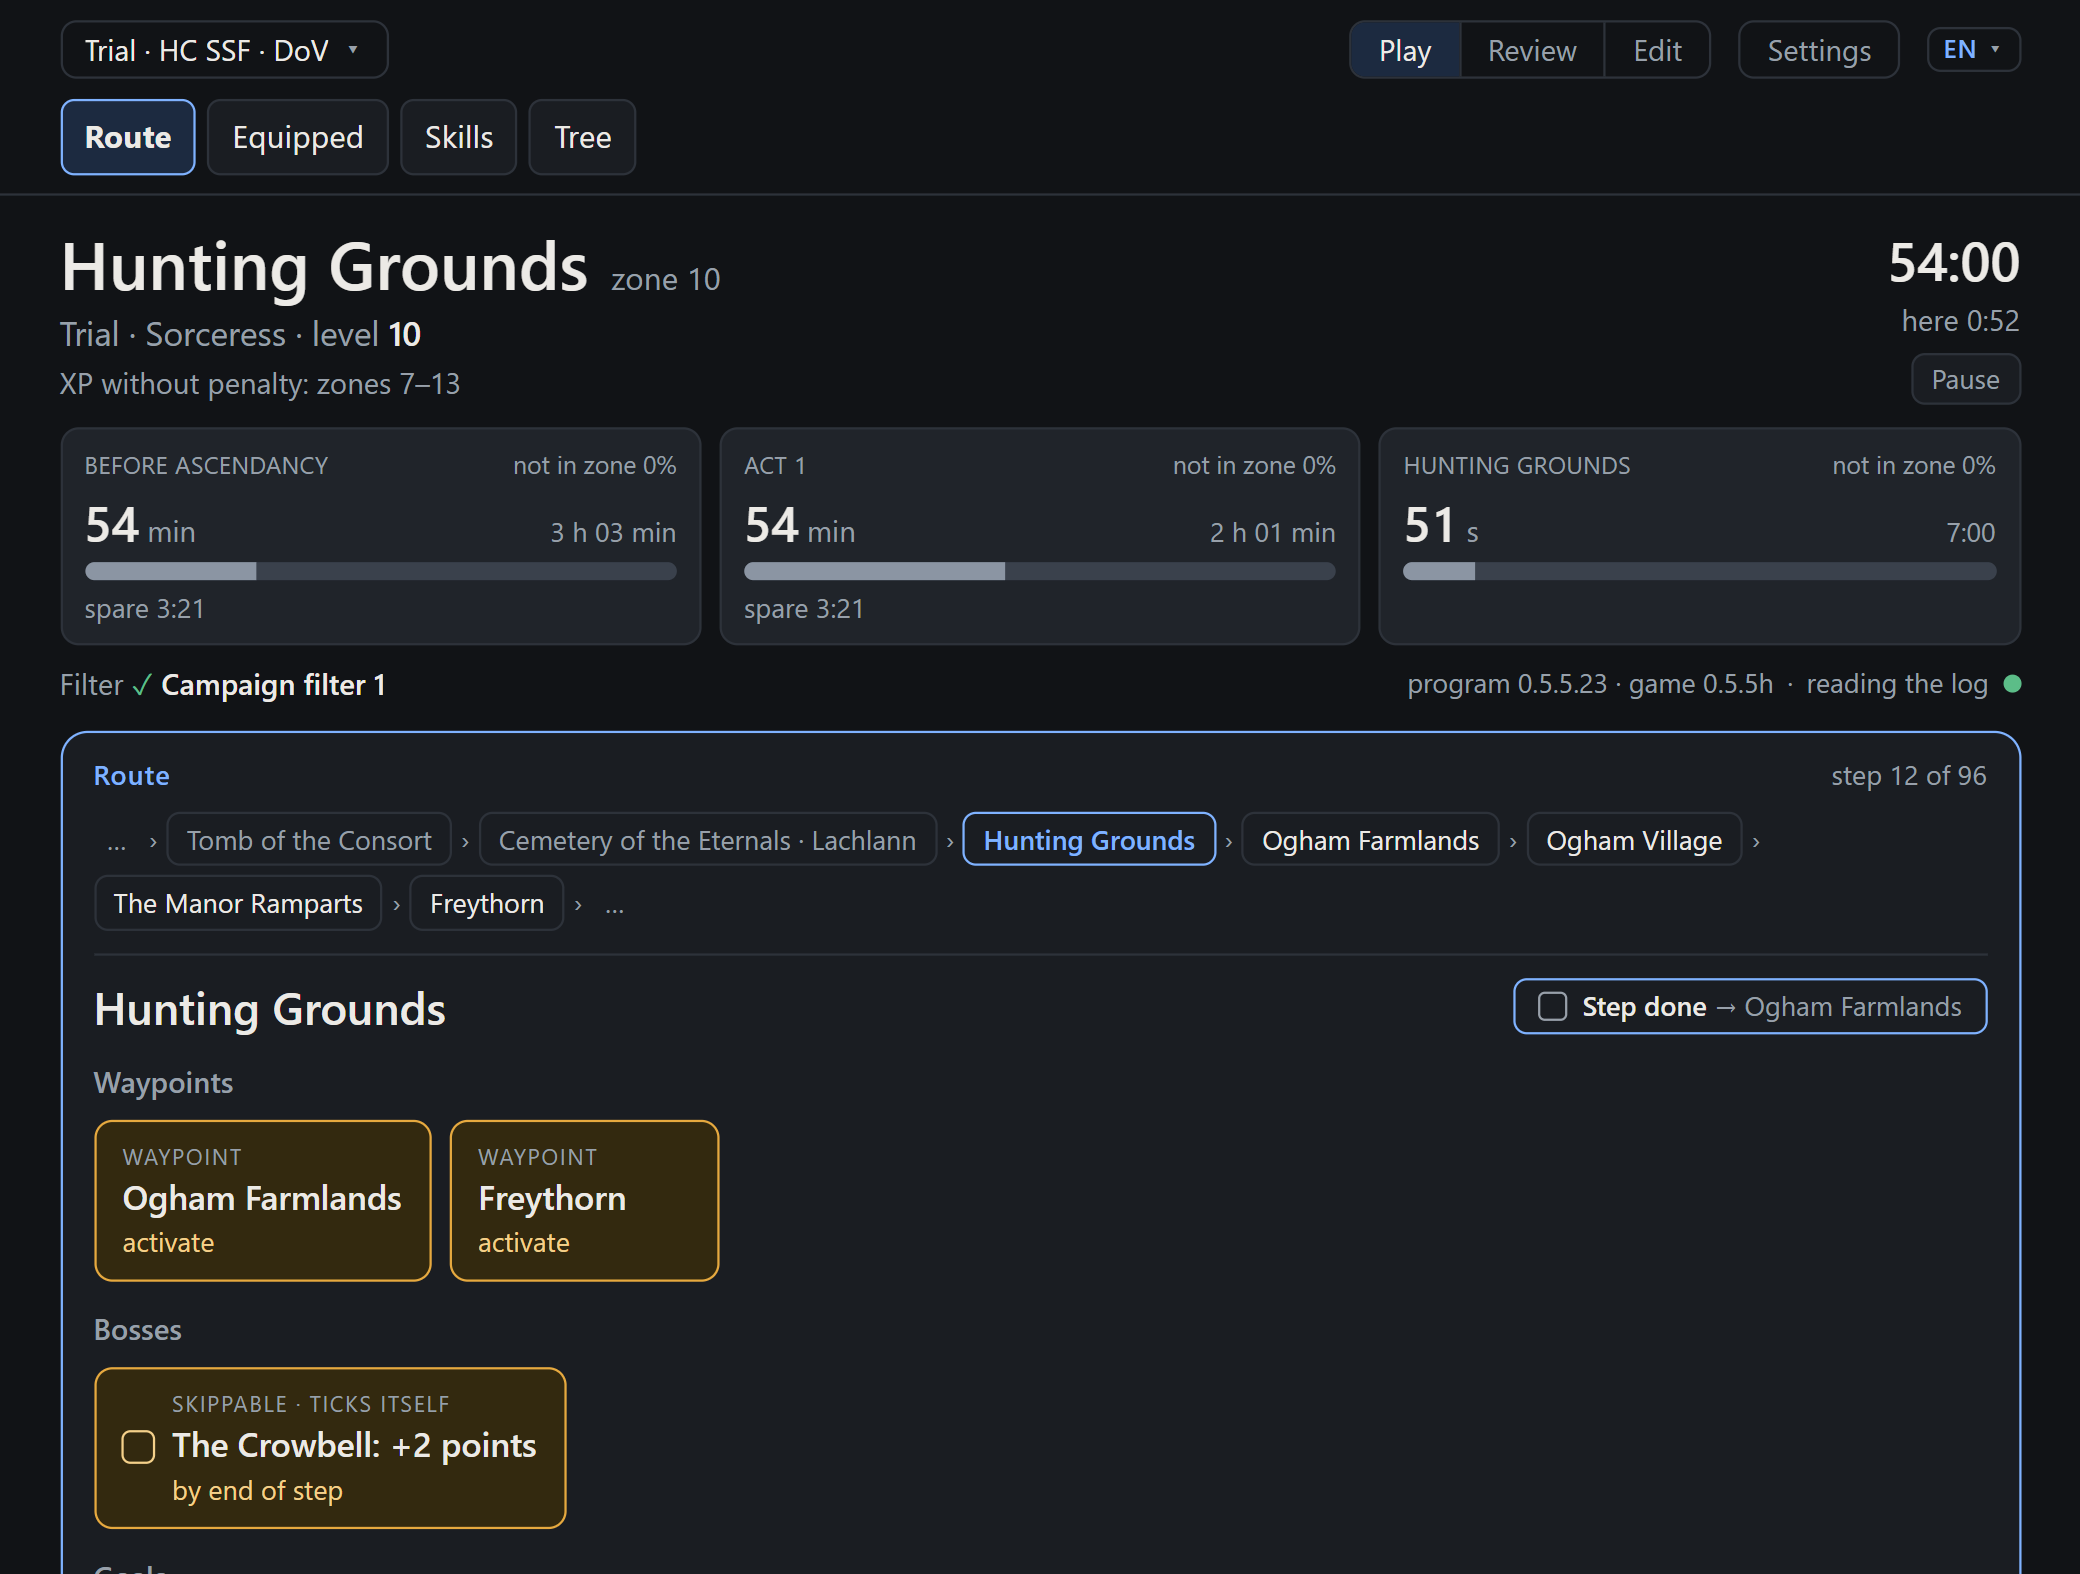 Trial · HC SSF · DoV ▾
Play Review Edit Settings EN ▾
Route Equipped Skills Tree
Hunting Grounds zone 10
54:00
Trial · Sorceress · level 10
here 0:52
XP without penalty: zones 7–13
Pause
BEFORE ASCENDANCY not in zone 0%
54 min 3 h 03 min
spare 3:21
ACT 1 not in zone 0%
54 min 2 h 01 min
spare 3:21
HUNTING GROUNDS not in zone 0%
51 s 7:00
Filter ✓ Campaign filter 1
program 0.5.5.23 · game 0.5.5h · reading the log
Route step 12 of 96
... › Tomb of the Consort › Cemetery of the Eternals · Lachlann › Hunting Grounds › Ogham Farmlands › Ogham Village ›
The Manor Ramparts › Freythorn › ...
Hunting Grounds
Step done → Ogham Farmlands
Waypoints
WAYPOINT
Ogham Farmlands
activate
WAYPOINT
Freythorn
activate
Bosses
SKIPPABLE · TICKS ITSELF
The Crowbell: +2 points
by end of step